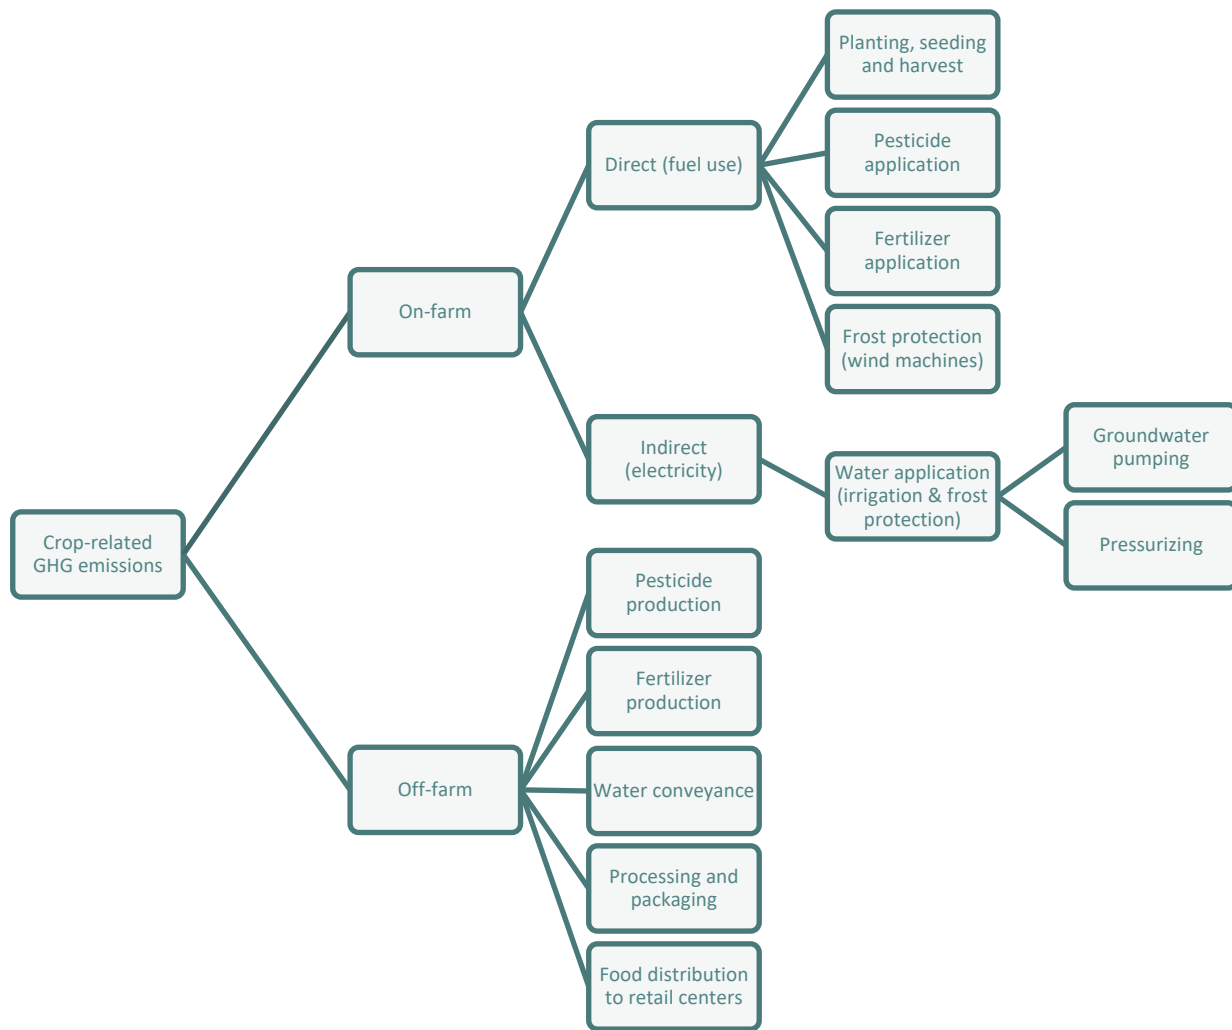 Planting, seeding
and harvest
Direct (fuel use)
Pesticide
application
Fertilizer
application
On-farm
Frost protection
(wind machines)
Indirect
(electricity)
Water application
(irrigation & frost
protection)
Groundwater
pumping
Pressurizing
Crop-related
GHG emissions
Pesticide
production
Fertilizer
production
Off-farm
Water conveyance
Processing and
packaging
Food distribution
to retail centers